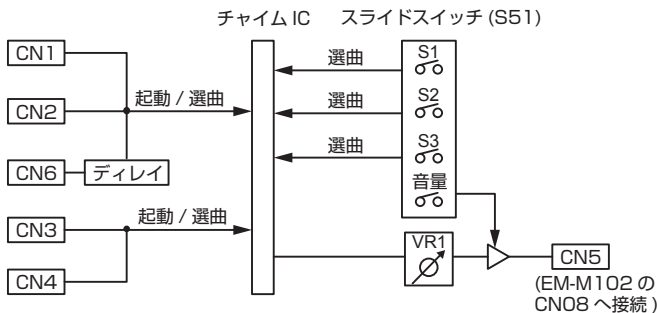 チャイム IC
スライドスイッチ (S51)
CN1
CN2
CN6
ディレイ
起動 / 選曲
CN3
CN4
起動 / 選曲
選曲
選曲
選曲
S1
S2
S3
音量
VR1
CN5
(EM-M102 の
CN08 へ接続 )